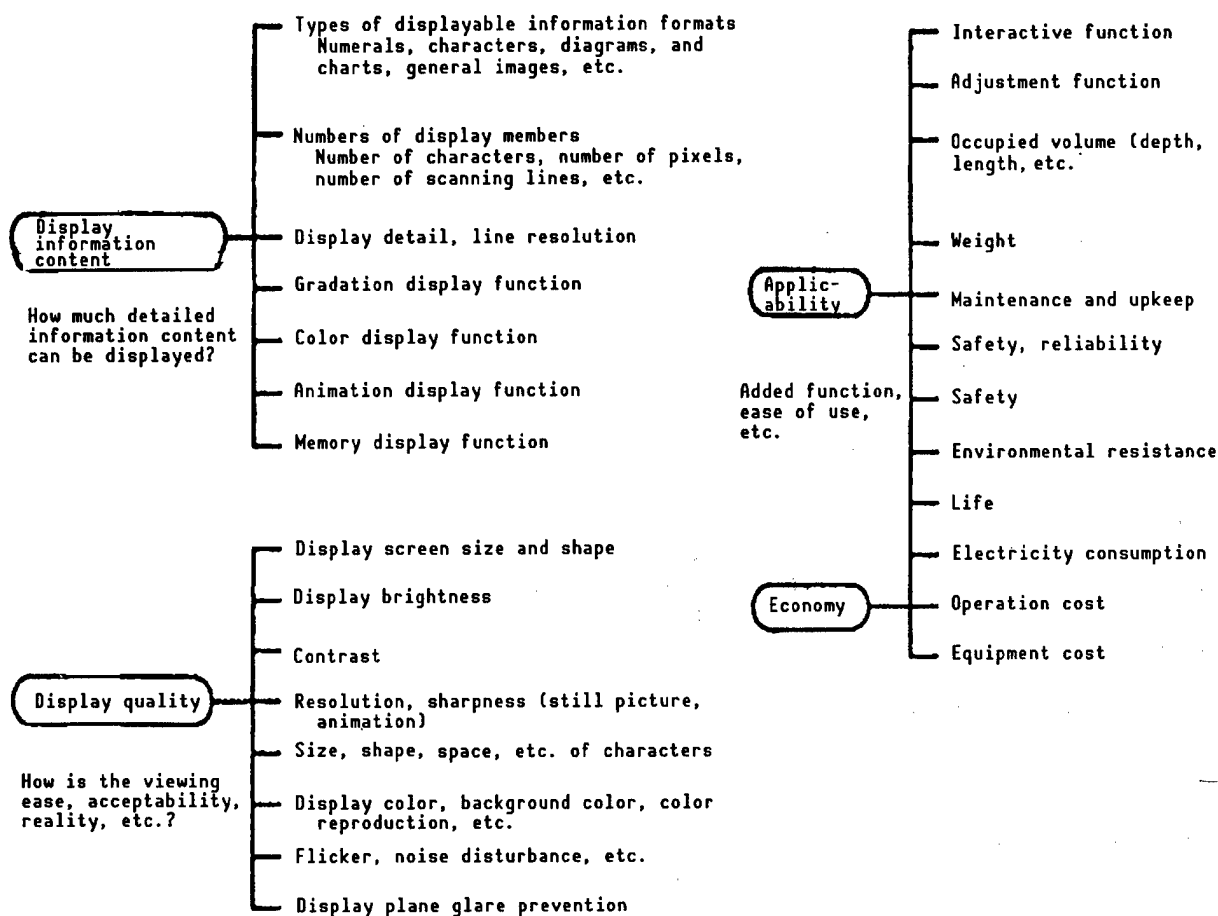 Display
information
content
How much detailed
information content
can be displayed?
Types of displayable information formats
Numerals, characters, diagrams, and
charts, general images, etc.
Numbers of display members
Number of characters, number of pixels,
number of scanning lines, etc.
Display detail, line resolution
Gradation display function
Color display function
Animation display function
Memory display function
Display quality
How is the viewing
ease, acceptability,
reality, etc.?
Display screen size and shape
Display brightness
Contrast
Resolution, sharpness (still picture,
animation)
Size, shape, space, etc. of characters
Display color, background color, color
reproduction, etc.
Flicker, noise disturbance, etc.
Display plane glare prevention
Applic-
ability
Added function,
ease of use,
etc.
Economy
Interactive function
Adjustment function
Occupied volume (depth,
length, etc.
Weight
Maintenance and upkeep
Safety, reliability
Safety
Environmental resistance
Life
Electricity consumption
Operation cost
Equipment cost